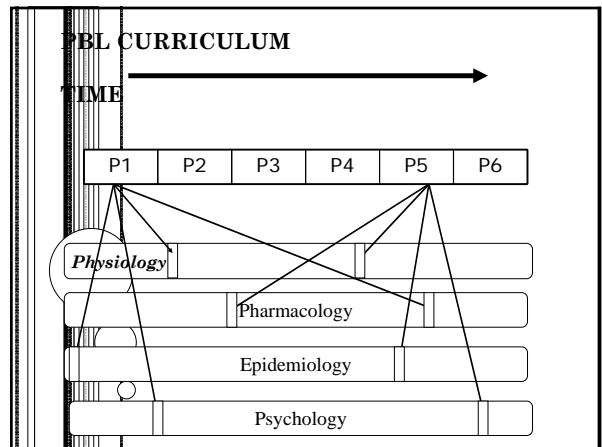 PBL CURRICULUM
TIME
P1 P2 P3 P4 P5 P6
Physiology
Pharmacology
Epidemiology
Psychology